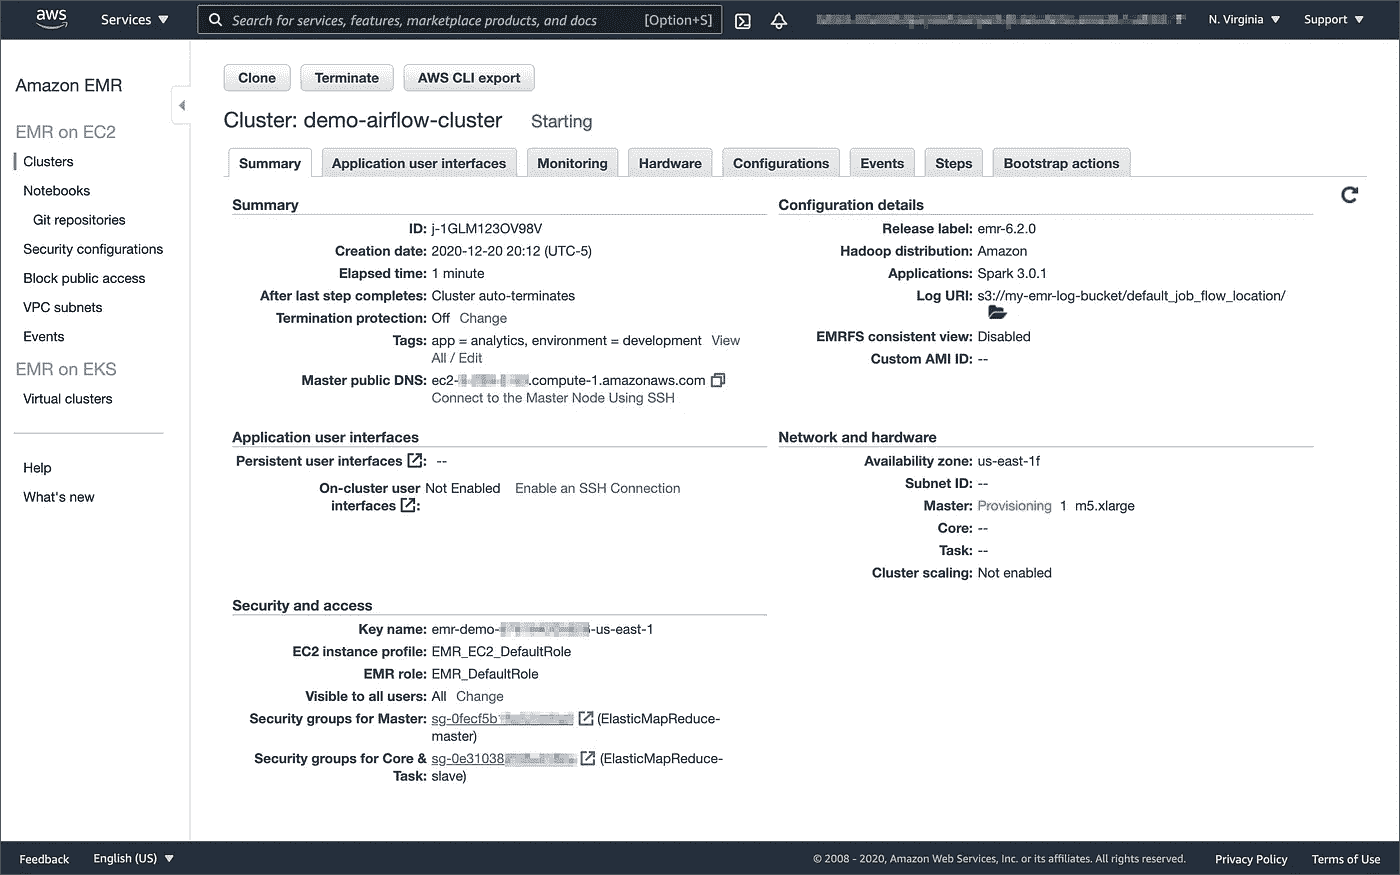 aws Services Search for services, features, marketplace products, and docs [Option+S] N. Virginia Support
Amazon EMR
EMR on EC2
Clusters
Notebooks
Git repositories
Security configurations
Block public access
VPC subnets
Events
EMR on EKS
Virtual clusters
Help
What's new
Clone Terminate AWS CLI export
Cluster: demo-airflow-cluster Starting
Summary Application user interfaces Monitoring Hardware Configurations Events Steps Bootstrap actions
Summary
ID: j-1GLM123OV98V
Creation date: 2020-12-20 20:12 (UTC-5)
Elapsed time: 1 minute
After last step completes: Cluster auto-terminates
Termination protection: Off Change
Tags: app = analytics, environment = development View
All / Edit
Master public DNS: ec2- .compute-1.amazonaws.com
Connect to the Master Node Using SSH
Configuration details
Release label: emr-6.2.0
Hadoop distribution: Amazon
Applications: Spark 3.0.1
Log URI: s3://my-emr-log-bucket/default_job_flow_location/
EMRFS consistent view: Disabled
Custom AMI ID: --
Application user interfaces
Persistent user interfaces : --
On-cluster user Not Enabled Enable an SSH Connection
interfaces :
Network and hardware
Availability zone: us-east-1f
Subnet ID: --
Master: Provisioning 1 m5.xlarge
Core: --
Task: --
Cluster scaling: Not enabled
Security and access
Key name: emr-demo- -us-east-1
EC2 instance profile: EMR_EC2_DefaultRole
EMR role: EMR_DefaultRole
Visible to all users: All Change
Security groups for Master: sg-0fecf5b (ElasticMapReduce-
master)
Security groups for Core & sg-0e31038 (ElasticMapReduce-
Task: slave)
Feedback English (US) © 2008 - 2020, Amazon Web Services, Inc. or its affiliates. All rights reserved. Privacy Policy Terms of Use